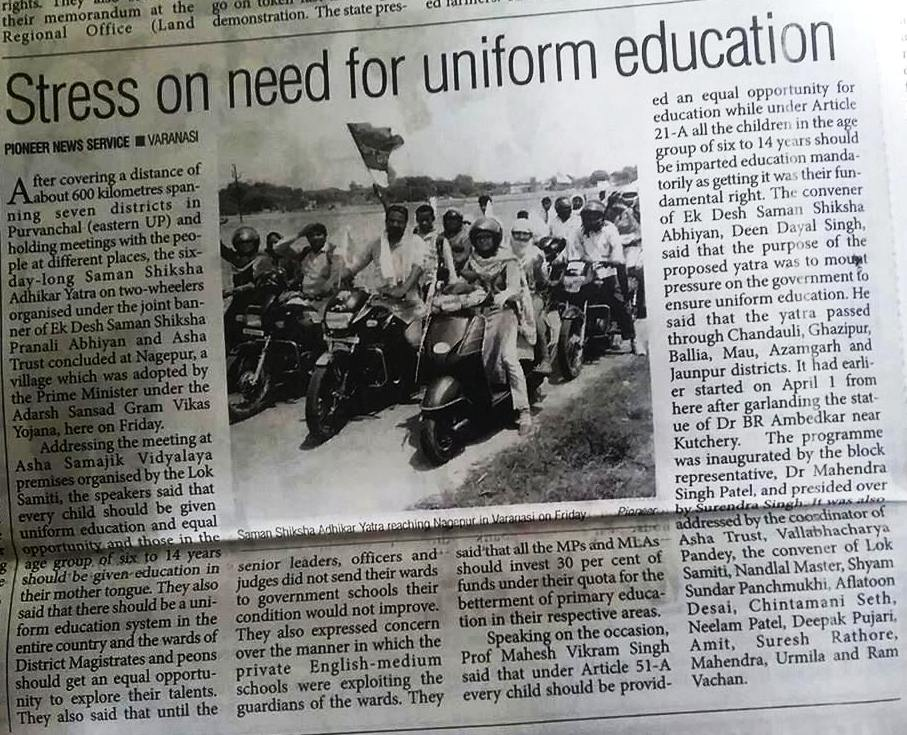 rights. They also
their memorandum at the
Regional Office (Land
go on token
demonstration. The state pres-
Stress on need for uniform education
PIONEER NEWS SERVICE ■ VARANASI
After covering a distance of
about 600 kilometres span-
ning seven districts in
Purvanchal (eastern UP) and
holding meetings with the peo-
ple at different places, the six-
day-long Saman Shiksha
Adhikar Yatra on two-wheelers
organised under the joint ban-
ner of Ek Desh Saman Shiksha
Pranali Abhiyan and Asha
Trust concluded at Nagepur, a
village which was adopted by
the Prime Minister under the
Adarsh Sansad Gram Vikas
Yojana, here on Friday.
Addressing the meeting at
Asha Samajik Vidyalaya
premises organised by the Lok
Samiti, the speakers said that
every child should be given
uniform education and equal
opportunity and those in the
age group of six to 14 years
should be given education in
their mother tongue. They also
said that there should be a uni-
form education system in the
entire country and the wards of
District Magistrates and peons
should get an equal opportu-
nity to explore their talents.
They also said that until the
Saman Shiksha Adhikar Yatra reaching Nagepur in Varanasi on Friday Pioneer
senior leaders, officers and
judges did not send their wards
to government schools their
condition would not improve.
They also expressed concern
over the manner in which the
private English-medium
schools were exploiting the
guardians of the wards. They
said that all the MPs and MLAs
should invest 30 per cent of
funds under their quota for the
betterment of primary educa-
tion in their respective areas.
Speaking on the occasion,
Prof Mahesh Vikram Singh
said that under Article 51-A
every child should be provid-
ed an equal opportunity for
education while under Article
21-A all the children in the age
group of six to 14 years should
be imparted education manda-
torily as getting it was their fun-
damental right. The convener
of Ek Desh Saman Shiksha
Abhiyan, Deen Dayal Singh,
said that the purpose of the
proposed yatra was to mount
pressure on the government to
ensure uniform education. He
said that the yatra passed
through Chandauli, Ghazipur,
Ballia, Mau, Azamgarh and
Jaunpur districts. It had earli-
er started on April 1 from
here after garlanding the stat-
ue of Dr BR Ambedkar near
Kutchery. The programme
was inaugurated by the block
representative, Dr Mahendra
Singh Patel, and presided over
by Surendra Singh. It was also
addressed by the coordinator of
Asha Trust, Vallabhacharya
Pandey, the convener of Lok
Samiti, Nandlal Master, Shyam
Sundar Panchmukhi, Aflatoon
Desai, Chintamani Seth,
Neelam Patel, Deepak Pujari,
Amit, Suresh Rathore,
Mahendra, Urmila and Ram
Vachan.